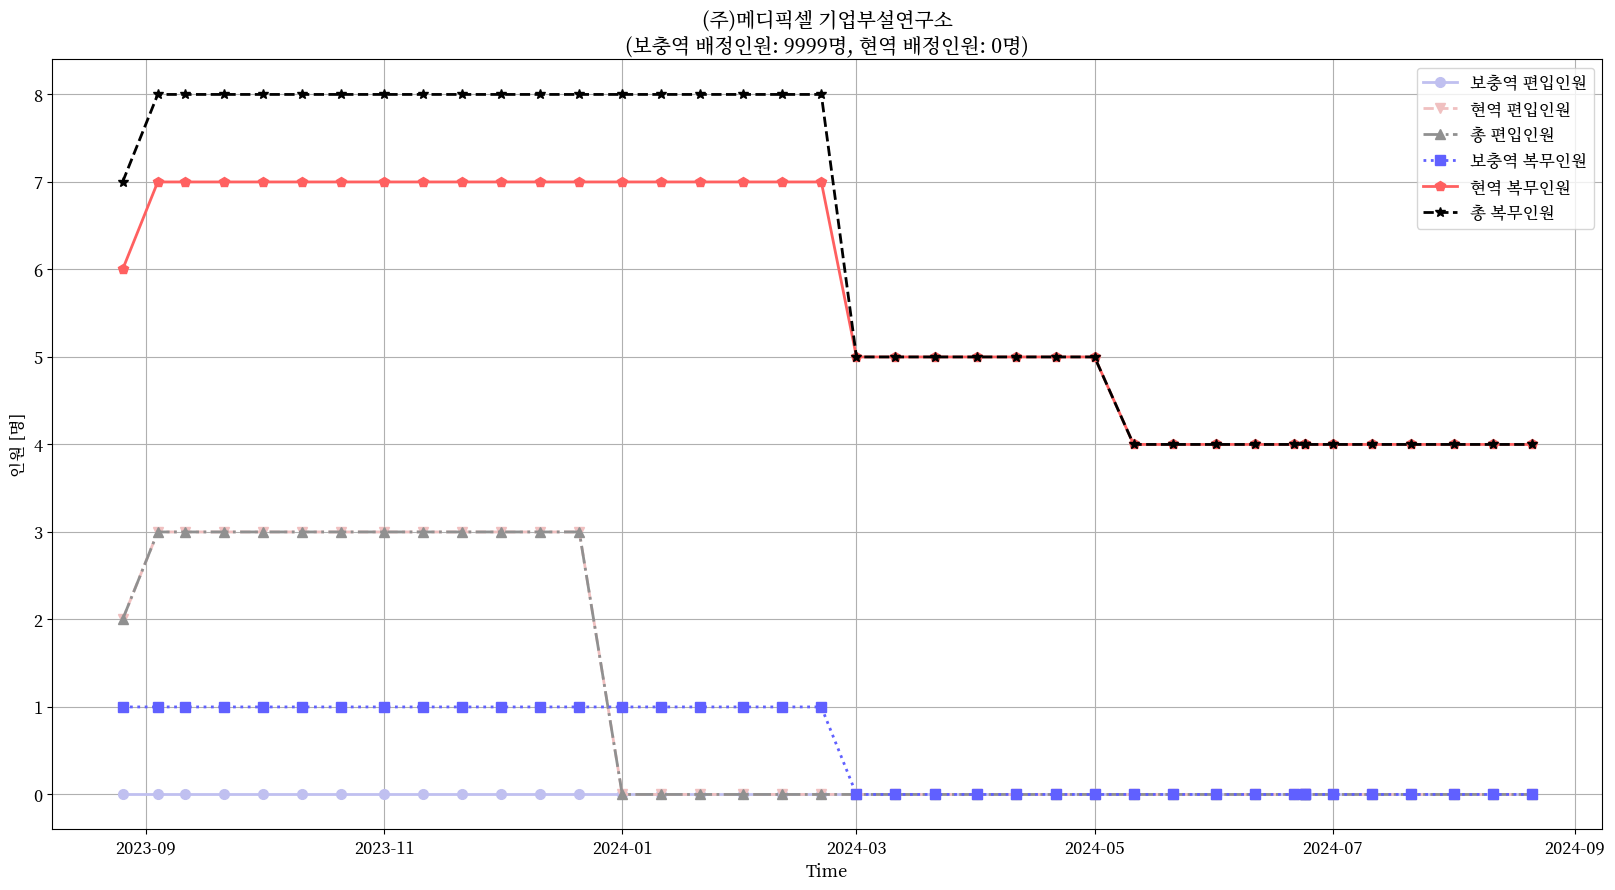 (주)메디픽셀 기업부설연구소
(보충역 배정인원: 9999명, 현역 배정인원: 0명)
보충역 편입인원
현역 편입인원
총 편입인원
보충역 복무인원
현역 복무인원
총 복무인원
인원 [명]
8
7
6
5
4
3
2
1
0
2023-09
2023-11
2024-01
2024-03
2024-05
2024-07
2024-09
Time